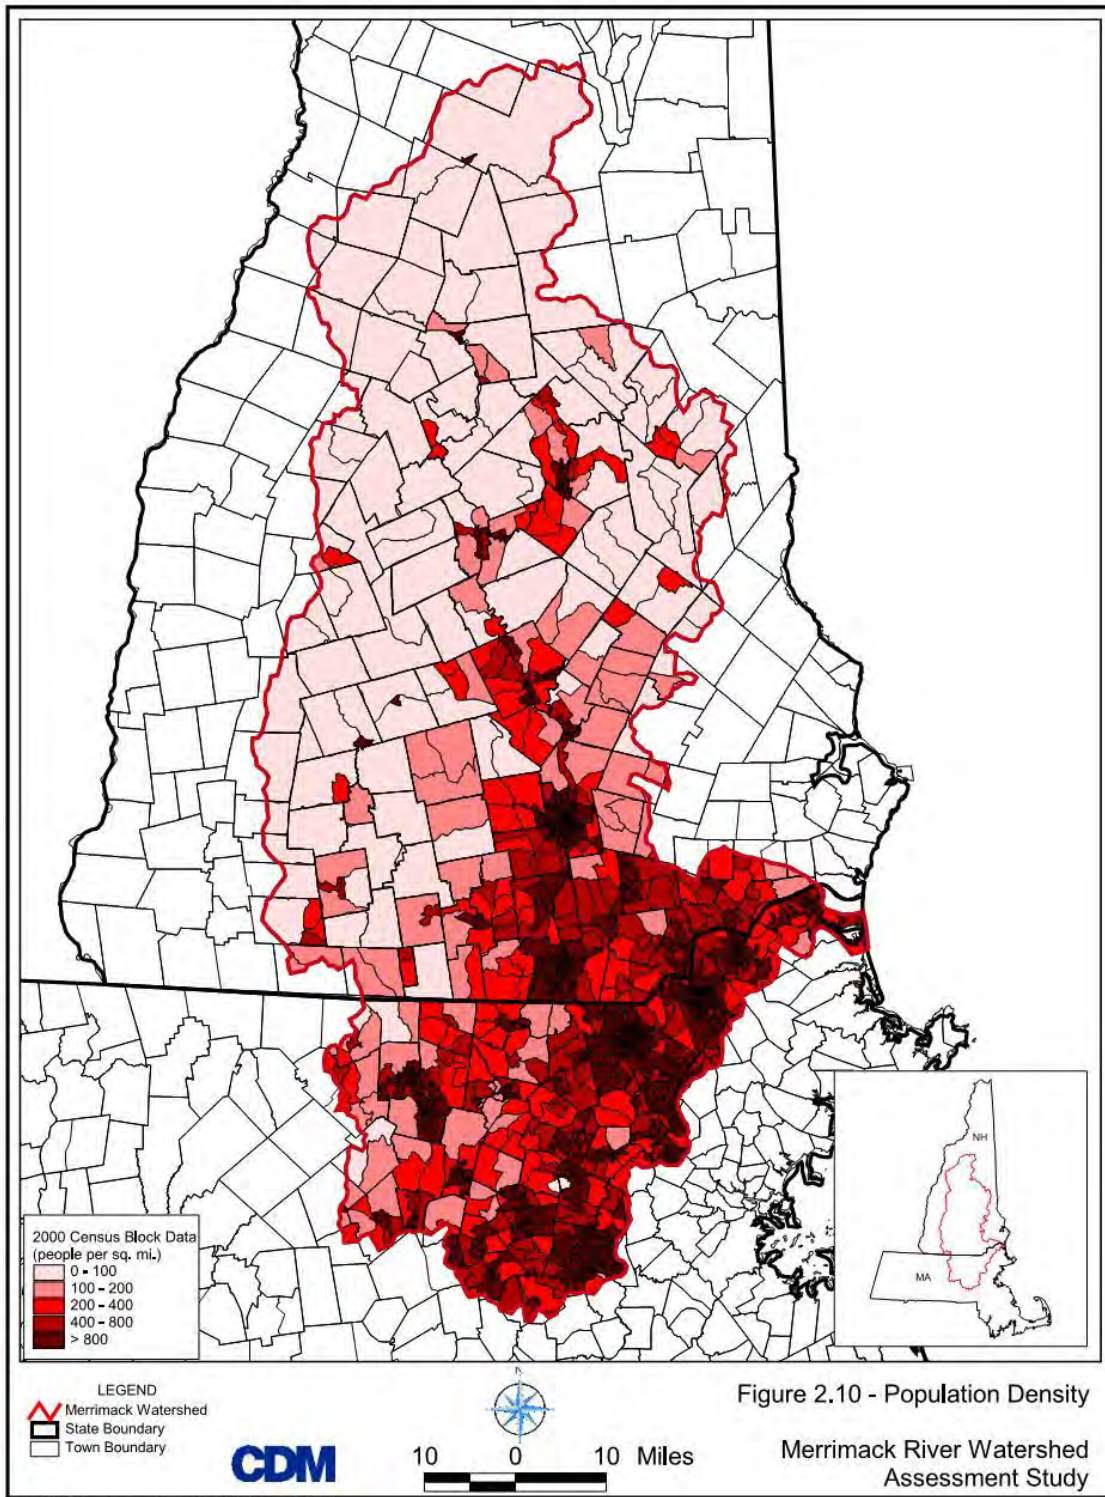 NH
MA
2000 Census Block Data
(people per sq. mi.)
0 - 100
100 - 200
200 - 400
400 - 800
> 800
LEGEND
Merrimack Watershed
State Boundary
Town Boundary
CDM
N
10 0 10 Miles
Figure 2.10 - Population Density
Merrimack River Watershed
Assessment Study